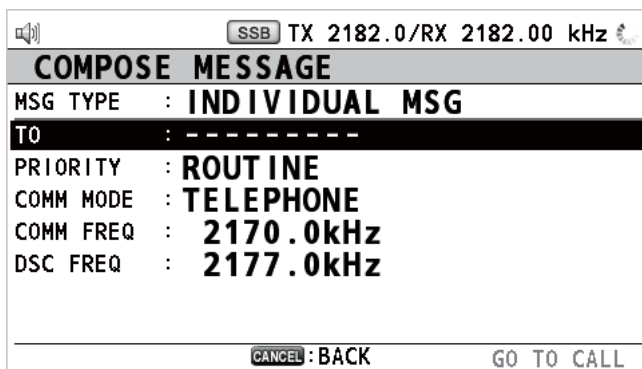 SSB TX 2182.0/RX 2182.00 kHz
COMPOSE MESSAGE
MSG TYPE : INDIVIDUAL MSG
TO : ---------
PRIORITY : ROUTINE
COMM MODE : TELEPHONE
COMM FREQ : 2170.0kHz
DSC FREQ : 2177.0kHz
CANCEL : BACK GO TO CALL